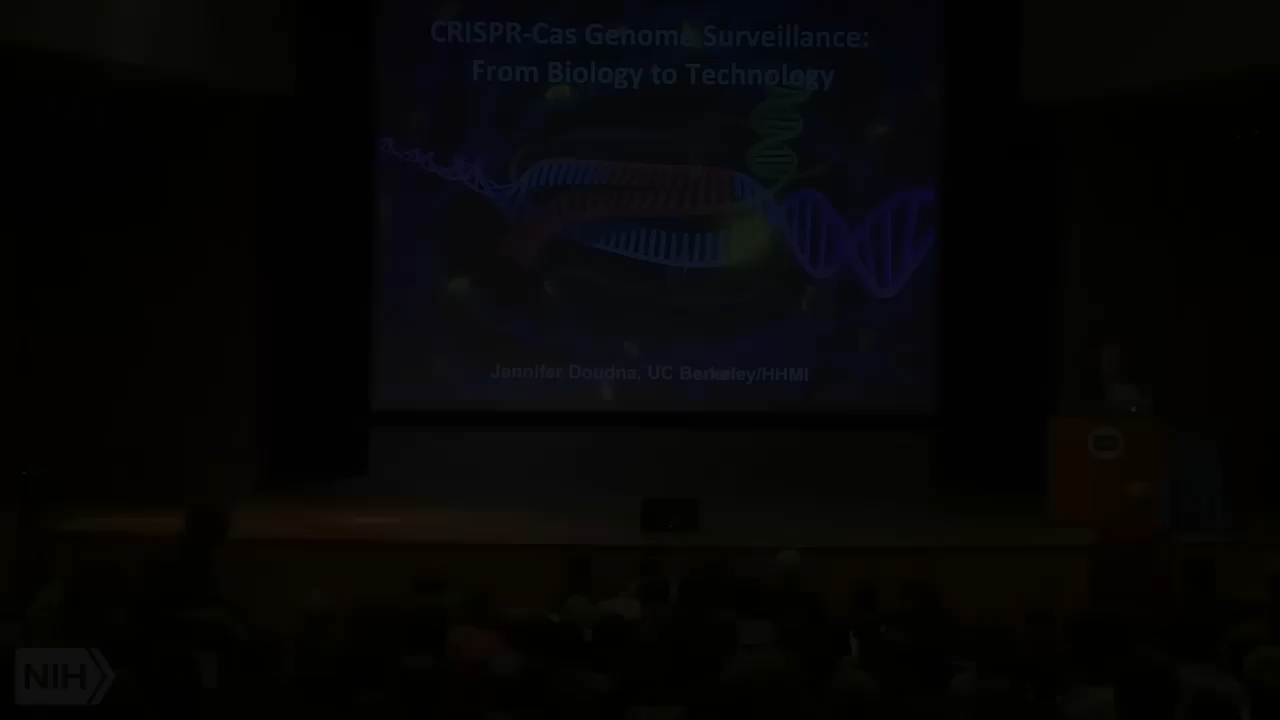 CRISPR-Cas Genome Surveillance:
From Biology to Technology
Jennifer Doudna, UC Berkeley/HHMI
NIH